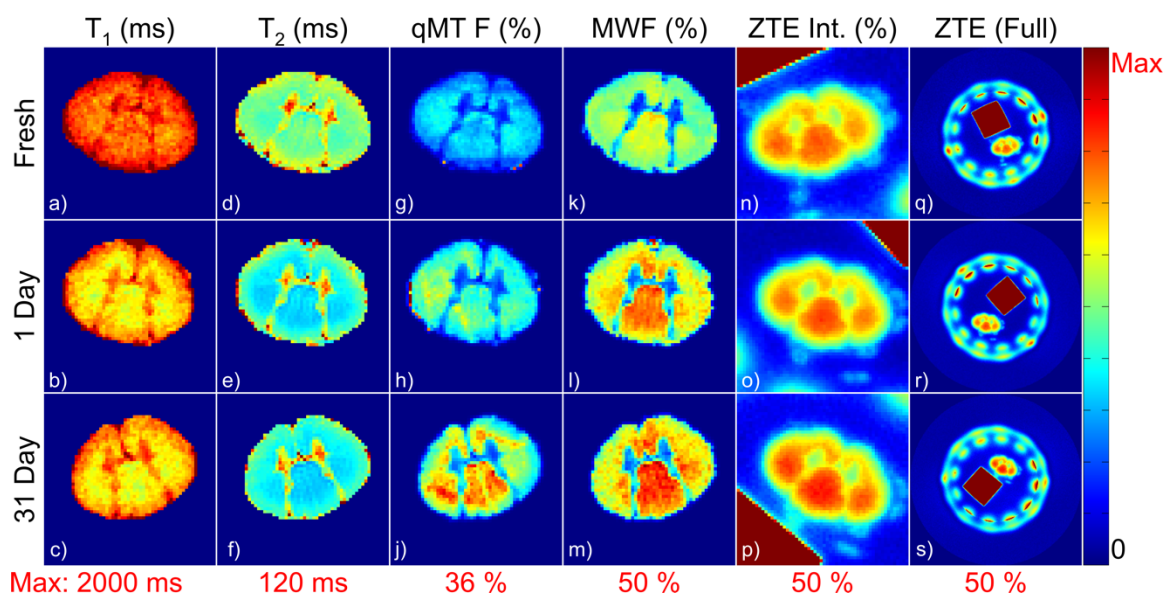 T₁ (ms) T₂ (ms) qMT F (%) MWF (%) ZTE Int. (%) ZTE (Full)
Fresh
a) d) g) k) n) q)
Max
1 Day
b) e) h) l) o) r)
31 Day
c) f) j) m) p) s)
0
Max: 2000 ms 120 ms 36 % 50 % 50 % 50 %